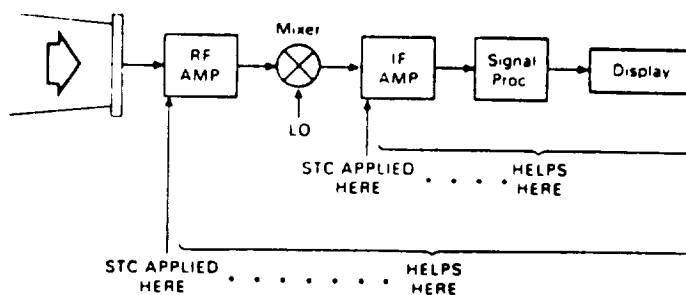 Mixer
RF
AMP
IF
AMP
Signal
Proc
Display
LO
STC APPLIED
HERE
HELPS
HERE
STC APPLIED
HERE
HELPS
HERE